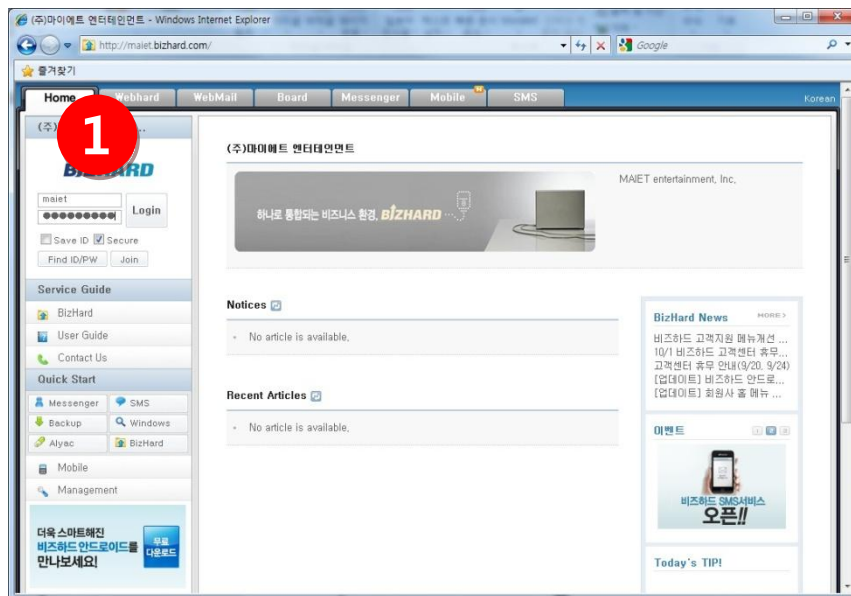 (주)마이에트 엔터테인먼트 - Windows Internet Explorer
http://maiet.bizhard.com/
Google
즐겨찾기
Home Webhard WebMail Board Messenger Mobile SMS Korean
1
(주)
BIZHARD
maiet
Login
Save ID Secure
Find ID/PW Join
Service Guide
BizHard
User Guide
Contact Us
Quick Start
Messenger SMS
Backup Windows
Alyac BizHard
Mobile
Management
더욱 스마트해진
비즈하드 안드로이드를
만나보세요!
무료
다운로드
(주)마이에트 엔터테인먼트
하나로 통합되는 비즈니스 환경, BIZHARD
MAIET entertainment, Inc.
Notices
No article is available.
Recent Articles
No article is available.
BizHard News MORE >
비즈하드 고객지원 메뉴개선 ...
10/1 비즈하드 고객센터 휴무...
고객센터 휴무 안내(9/20, 9/24)
[업데이트] 비즈하드 안드로...
[업데이트] 회원사 홈 메뉴 ...
이벤트
비즈하드 SMS서비스
오픈!!
Today's TIP!